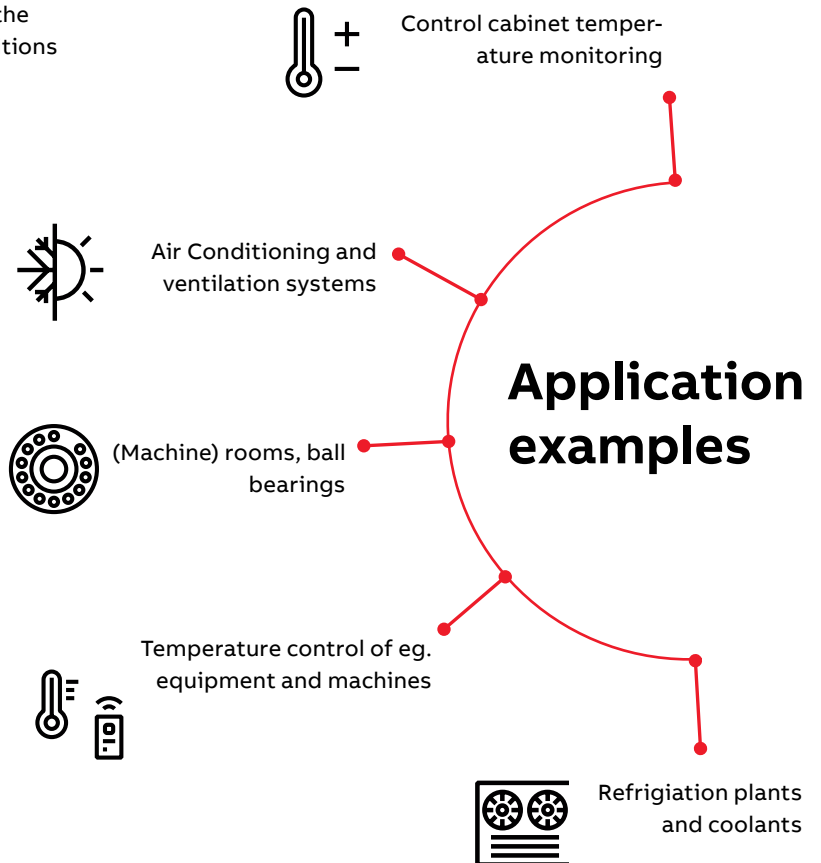 the
tions
Control cabinet temper-
ature monitoring
Air Conditioning and
ventilation systems
Application
examples
(Machine) rooms, ball
bearings
Temperature control of eg.
equipment and machines
Refrigiation plants
and coolants